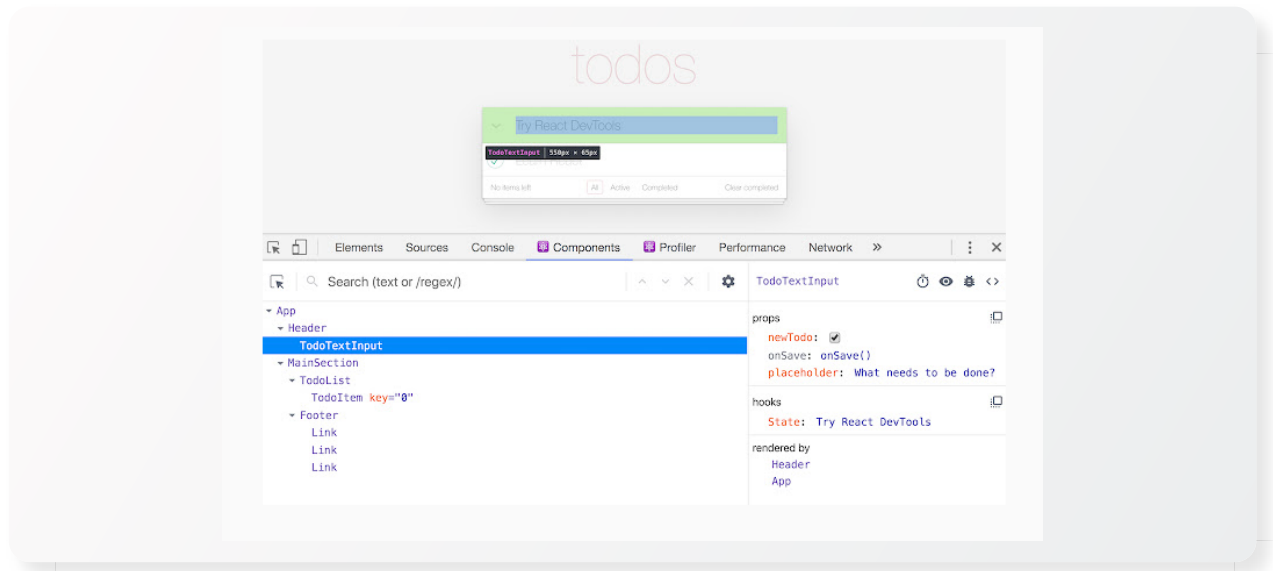 todos
Try React DevTools
TodoTextInput 550px × 65px
No items left All Active Completed Clear completed
Elements Sources Console Components Profiler Performance Network
Search (text or /regex/) TodoTextInput
App
Header
TodoTextInput
MainSection
TodoList
TodoItem key="0"
Footer
Link
Link
Link
props
newTodo:
onSave: onSave()
placeholder: What needs to be done?
hooks
State: Try React DevTools
rendered by
Header
App